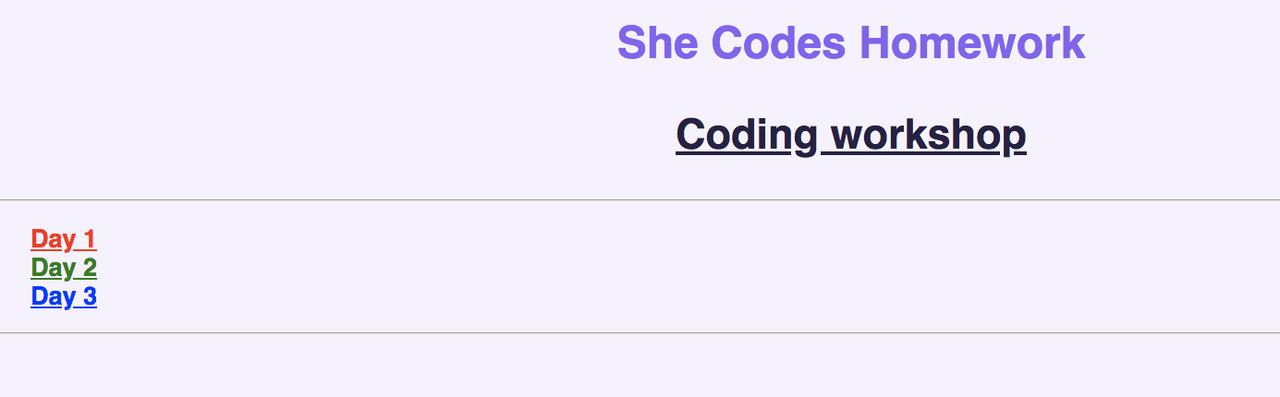 She Codes Homework
Coding workshop
Day 1
Day 2
Day 3